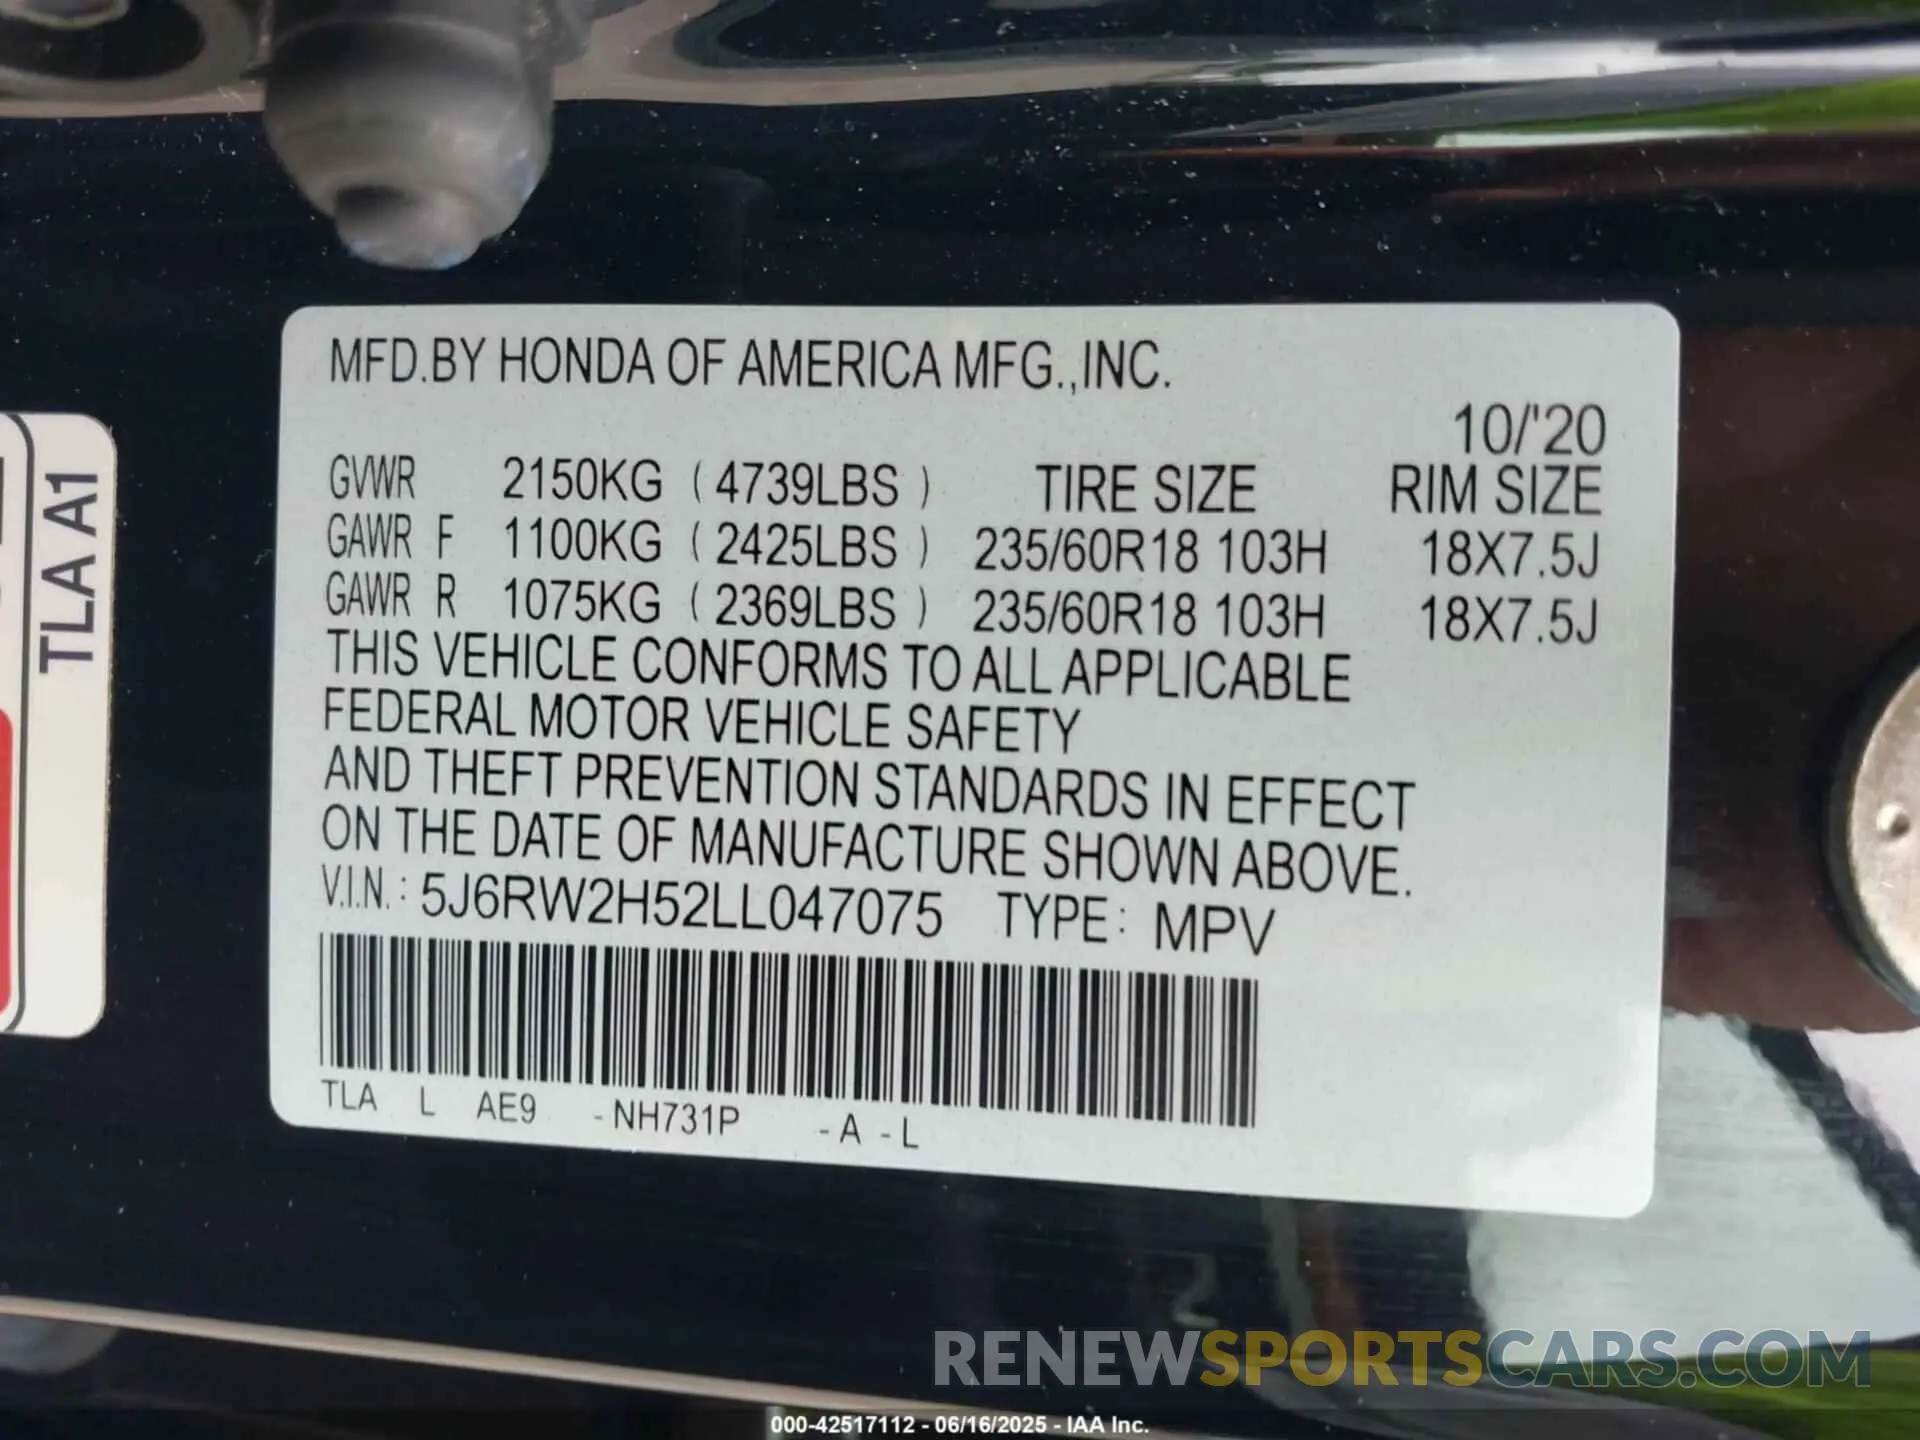 MFD.BY HONDA OF AMERICA MFG.,INC.
10/'20
GVWR 2150KG ( 4739LBS ) TIRE SIZE RIM SIZE
GAWR F 1100KG ( 2425LBS ) 235/60R18 103H 18X7.5J
GAWR R 1075KG ( 2369LBS ) 235/60R18 103H 18X7.5J
THIS VEHICLE CONFORMS TO ALL APPLICABLE
FEDERAL MOTOR VEHICLE SAFETY
AND THEFT PREVENTION STANDARDS IN EFFECT
ON THE DATE OF MANUFACTURE SHOWN ABOVE.
V.I.N.: 5J6RW2H52LL047075 TYPE: MPV
TLA L AE9 -NH731P -A -L
TLA A1
RENEWSPORTSCARS.COM
000-42517112 - 06/16/2025 - IAA Inc.